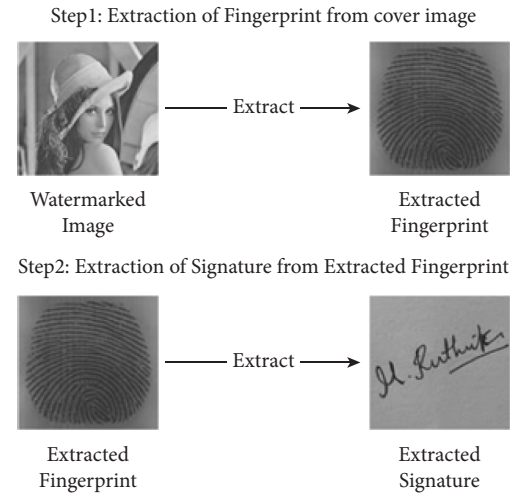 Step1: Extraction of Fingerprint from cover image
Extract
Watermarked
Image
Extracted
Fingerprint
Step2: Extraction of Signature from Extracted Fingerprint
Extract
Extracted
Fingerprint
Extracted
Signature